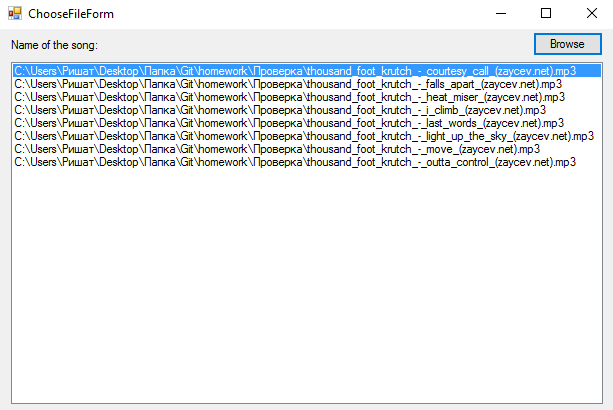 ChooseFileForm
Name of the song:
Browse
C:\Users\Ришат\Desktop\Папка\Git\homework\Проверка\thousand_foot_krutch_-_courtesy_call_(zaycev.net).mp3
C:\Users\Ришат\Desktop\Папка\Git\homework\Проверка\thousand_foot_krutch_-_falls_apart_(zaycev.net).mp3
C:\Users\Ришат\Desktop\Папка\Git\homework\Проверка\thousand_foot_krutch_-_heat_miser_(zaycev.net).mp3
C:\Users\Ришат\Desktop\Папка\Git\homework\Проверка\thousand_foot_krutch_-_i_climb_(zaycev.net).mp3
C:\Users\Ришат\Desktop\Папка\Git\homework\Проверка\thousand_foot_krutch_-_last_words_(zaycev.net).mp3
C:\Users\Ришат\Desktop\Папка\Git\homework\Проверка\thousand_foot_krutch_-_light_up_the_sky_(zaycev.net).mp3
C:\Users\Ришат\Desktop\Папка\Git\homework\Проверка\thousand_foot_krutch_-_move_(zaycev.net).mp3
C:\Users\Ришат\Desktop\Папка\Git\homework\Проверка\thousand_foot_krutch_-_outta_control_(zaycev.net).mp3